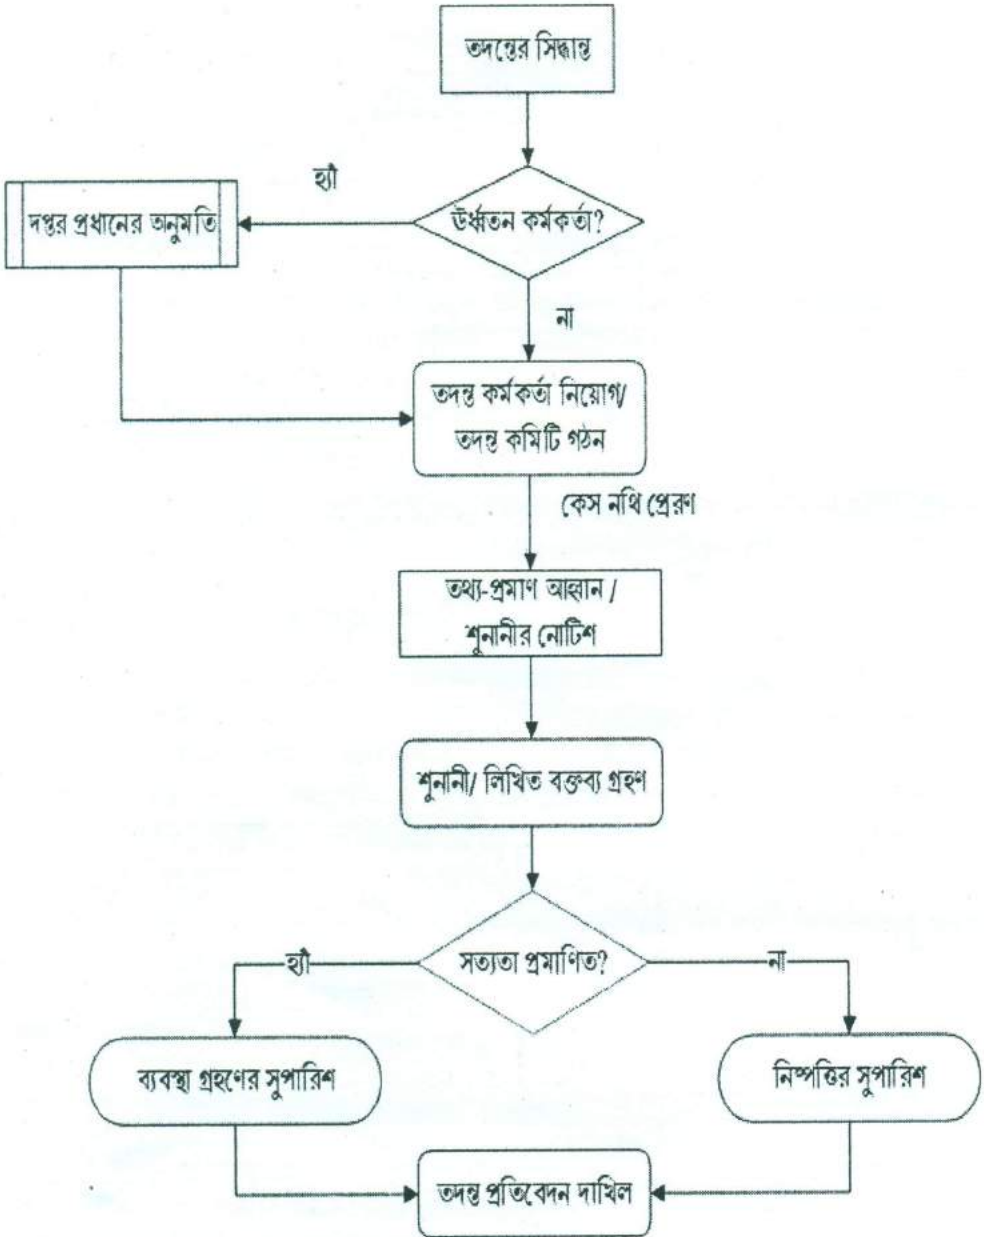 তদন্তের সিদ্ধান্ত
হ্যাঁ
দপ্তর প্রধানের অনুমতি
ঊর্ধ্বতন কর্মকর্তা?
না
তদন্ত কর্মকর্তা নিয়োগ/
তদন্ত কমিটি গঠন
কেস নথি প্রেরণ
তথ্য-প্রমাণ আহ্বান /
শুনানীর নোটিশ
শুনানী/ লিখিত বক্তব্য গ্রহণ
হ্যাঁ
সত্যতা প্রমাণিত?
না
ব্যবস্থা গ্রহণের সুপারিশ
নিষ্পত্তির সুপারিশ
তদন্ত প্রতিবেদন দাখিল